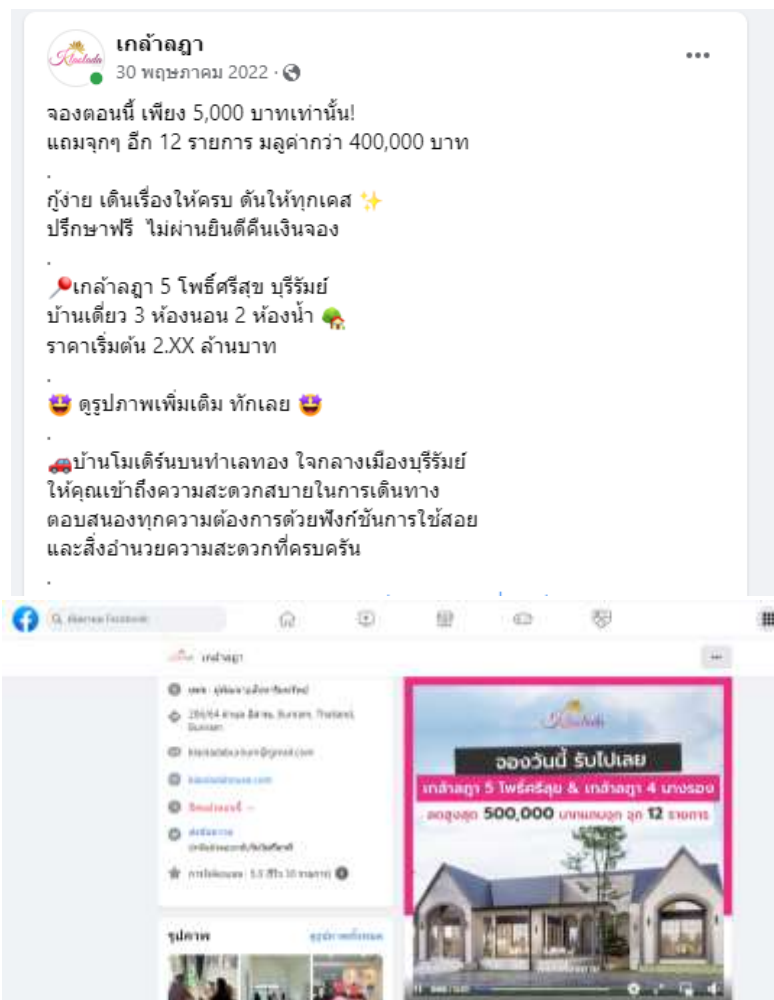 Klaolada
เกล้าลฎา
30 พฤษภาคม 2022
จองตอนนี้ เพียง 5,000 บาทเท่านั้น!
แถมจุกๆ อีก 12 รายการ มลูค่ากว่า 400,000 บาท
.
กู้ง่าย เดินเรื่องให้ครบ ดันให้ทุกเคส ✨
ปรึกษาฟรี ไม่ผ่านยินดีคืนเงินจอง
.
📍เกล้าลฎา 5 โพธิ์ศรีสุข บุรีรัมย์
บ้านเดี่ยว 3 ห้องนอน 2 ห้องน้ำ 🏡
ราคาเริ่มต้น 2.XX ล้านบาท
.
🤩 ดูรูปภาพเพิ่มเติม ทักเลย 🤩
.
🚗บ้านโมเดิร์นบนทำเลทอง ใจกลางเมืองบุรีรัมย์
ให้คุณเข้าถึงความสะดวกสบายในการเดินทาง
ตอบสนองทุกความต้องการด้วยฟังก์ชันการใช้สอย
และสิ่งอำนวยความสะดวกที่ครบครัน
.
เกล้าลฎา
Buriram, Thailand,
Buriram
รูปภาพ
ดูรูปภาพทั้งหมด
Klaolada
จองวันนี้ รับไปเลย
เกล้าลฎา 5 โพธิ์ศรีสุข & เกล้าลฎา 4 นางรอง
ลดสูงสุด 500,000 บาทแถมจุก จุก 12 รายการ